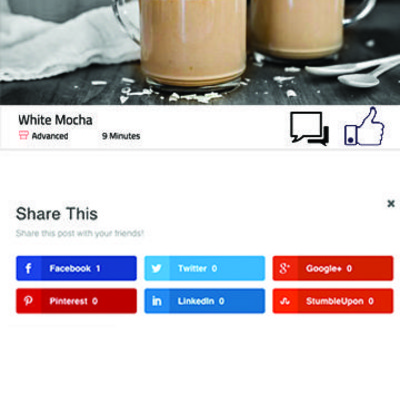 White Mocha
Advanced 9 Minutes
Share This
Share this post with your friends!
Facebook 1 Twitter 0 Google+ 0
Pinterest 0 LinkedIn 0 StumbleUpon 0